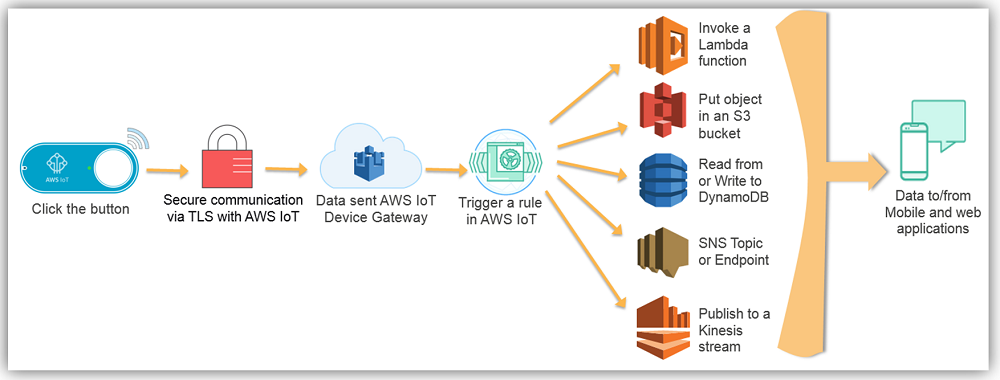 AWS IoT
Click the button
Secure communication
via TLS with AWS IoT
Data sent AWS IoT
Device Gateway
Trigger a rule
in AWS IoT
Invoke a
Lambda
function
Put object
in an S3
bucket
Read from
or Write to
DynamoDB
SNS Topic
or Endpoint
Publish to a
Kinesis
stream
Data to/from
Mobile and web
applications